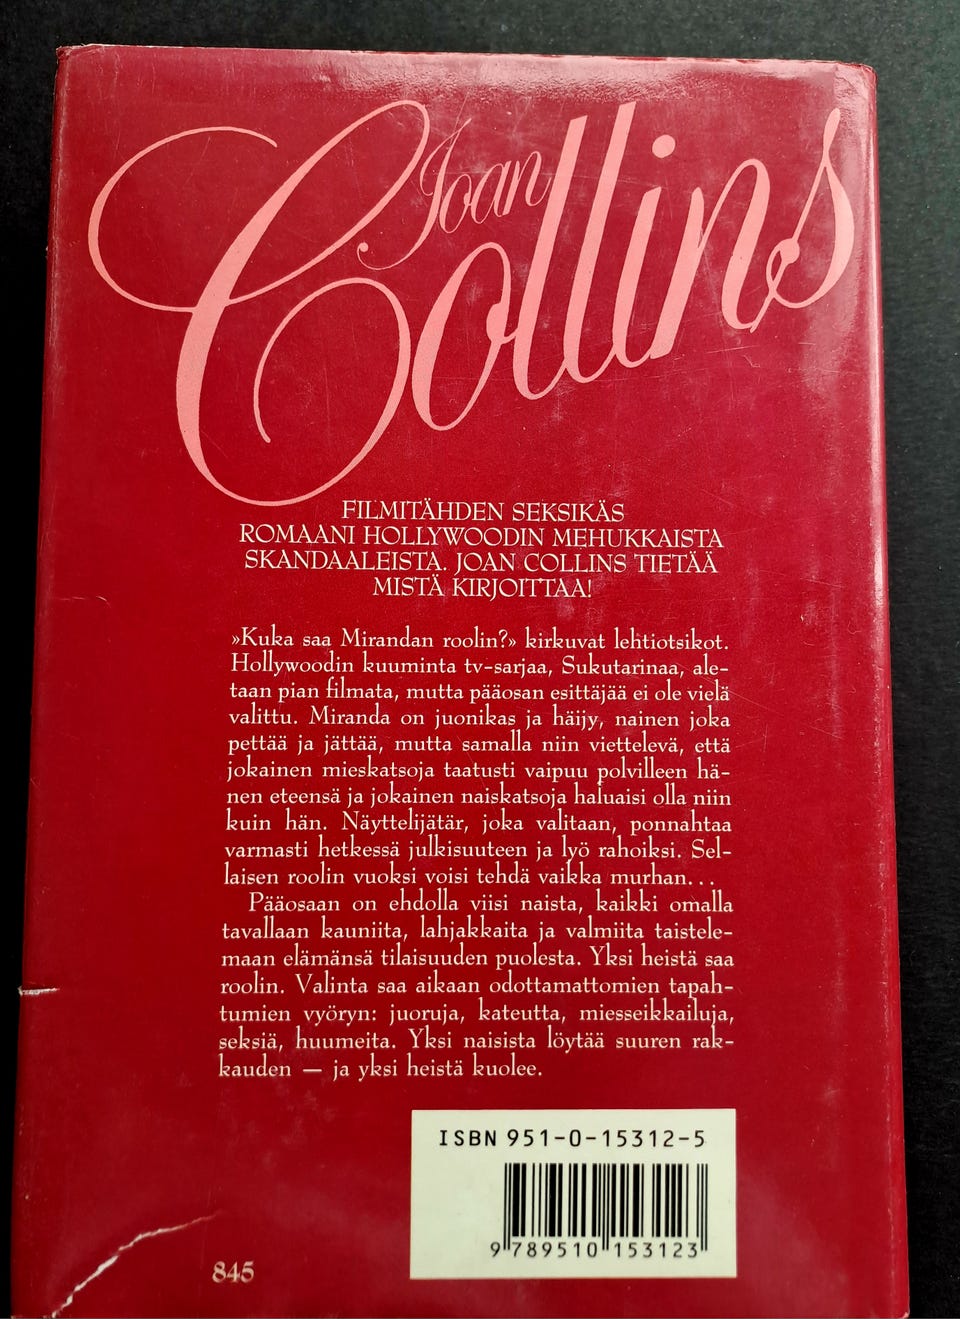 Joan
Collins
FILMITÄHDEN SEKSIKÄS
ROMAANI HOLLYWOODIN MEHUKKAISTA
SKANDAALEISTA. JOAN COLLINS TIETÄÄ
MISTÄ KIRJOITTAA!
»Kuka saa Mirandan roolin?» kirkuvat lehtiotsikot.
Hollywoodin kuuminta tv-sarjaa, Sukutarinaa, ale-
taan pian filmata, mutta pääosan esittäjää ei ole vielä
valittu. Miranda on juonikas ja häijy, nainen joka
pettää ja jättää, mutta samalla niin viettelevä, että
jokainen mieskatsoja taatusti vaipuu polvilleen hä-
nen eteensä ja jokainen naiskatsoja haluaisi olla niin
kuin hän. Näyttelijätär, joka valitaan, ponnahtaa
varmasti hetkessä julkisuuteen ja lyö rahoiksi. Sel-
laisen roolin vuoksi voisi tehdä vaikka murhan...
Pääosaan on ehdolla viisi naista, kaikki omalla
tavallaan kauniita, lahjakkaita ja valmiita taistele-
maan elämänsä tilaisuuden puolesta. Yksi heistä saa
roolin. Valinta saa aikaan odottamattomien tapah-
tumien vyöryn: juoruja, kateutta, miesseikkailuja,
seksiä, huumeita. Yksi naisista löytää suuren rak-
kauden — ja yksi heistä kuolee.
ISBN 951-0-15312-5
9 789510 153123
845